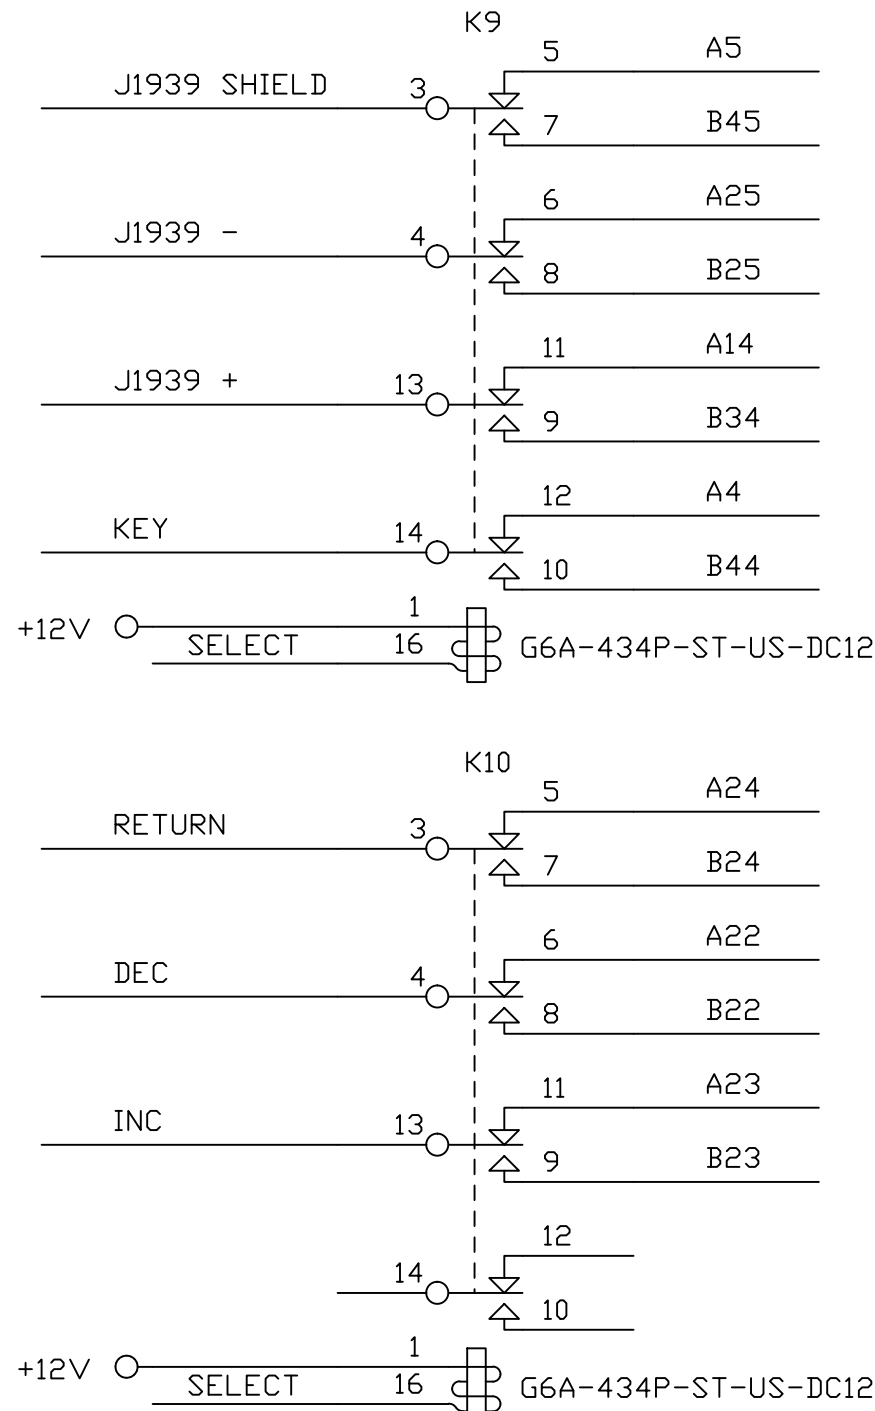 K9
5 A5
J1939 SHIELD 3
7 B45
6 A25
J1939 - 4
8 B25
11 A14
J1939 + 13
9 B34
12 A4
KEY 14
10 B44
1
+12V
SELECT 16 G6A-434P-ST-US-DC12
K10
5 A24
RETURN 3
7 B24
6 A22
DEC 4
8 B22
11 A23
INC 13
9 B23
12
14
10
1
+12V
SELECT 16 G6A-434P-ST-US-DC12